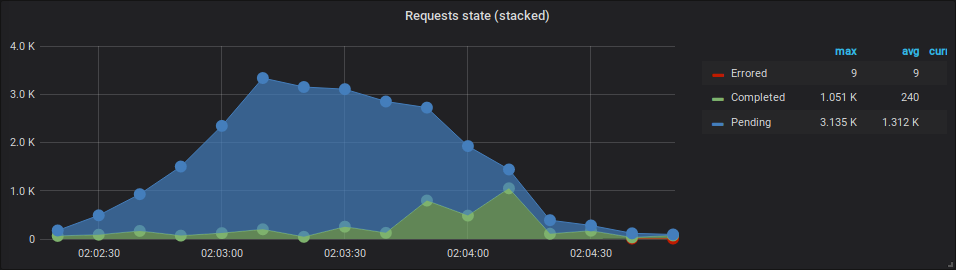 Requests state (stacked)
4.0 K
3.0 K
2.0 K
1.0 K
0
02:02:30 02:03:00 02:03:30 02:04:00 02:04:30
max avg curr
Errored 9 9
Completed 1.051 K 240
Pending 3.135 K 1.312 K